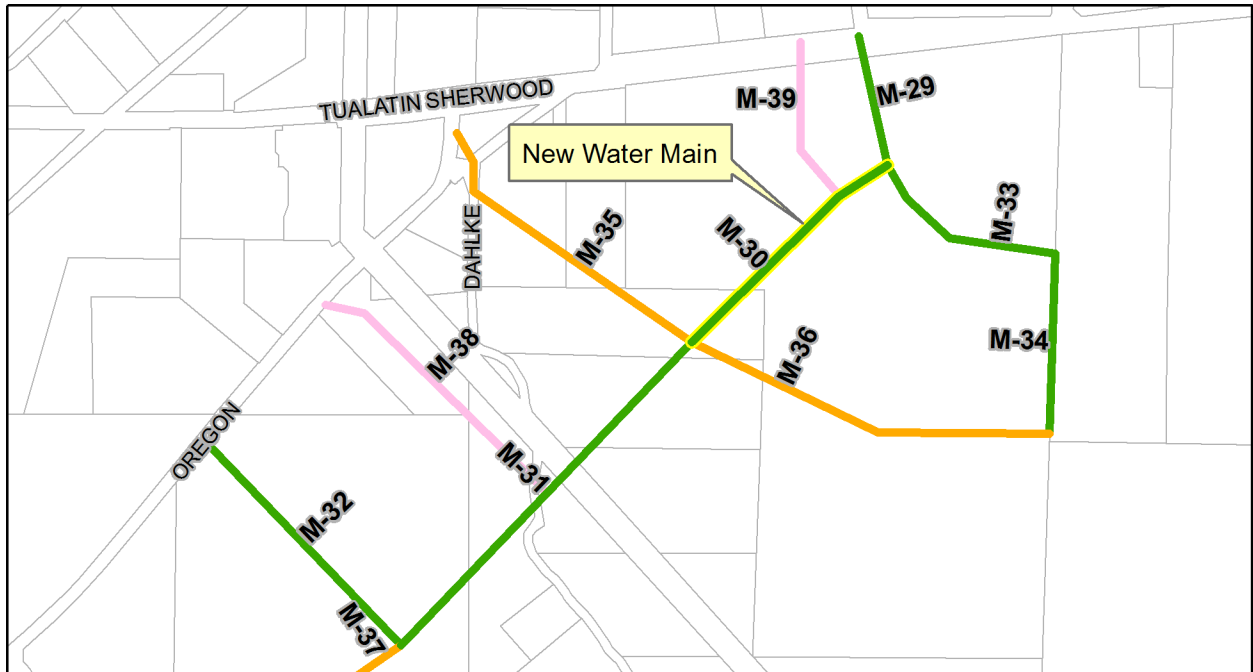 TUALATIN SHERWOOD
M-39
M-29
New Water Main
M-33
M-35
DAHLKE
M-30
M-38
M-34
M-36
OREGON
M-31
M-32
M-37